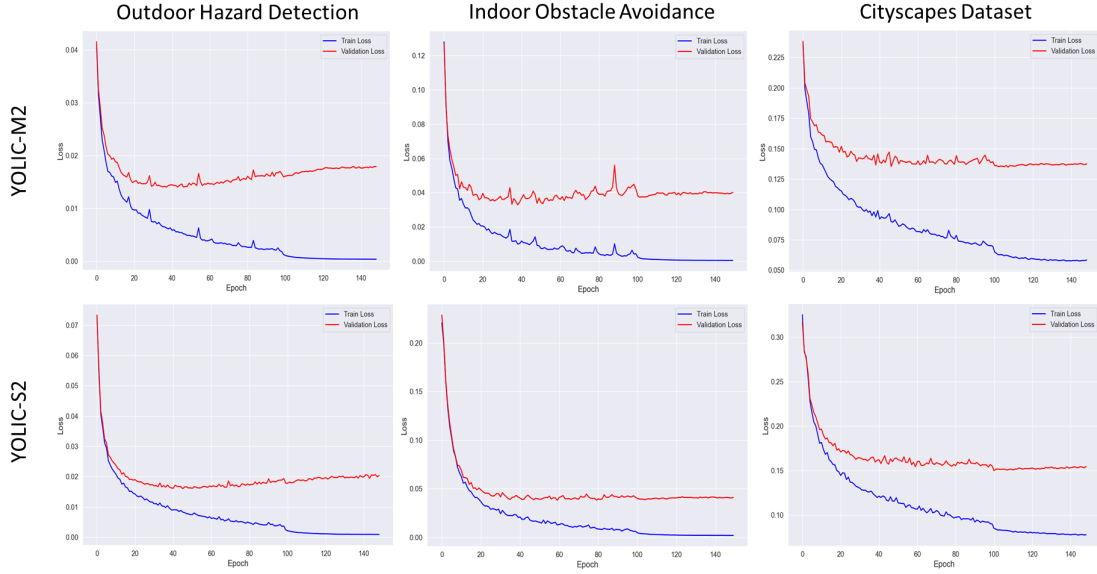 Outdoor Hazard Detection
Indoor Obstacle Avoidance
Cityscapes Dataset
YOLIC-M2
0.04
0.03
0.02
0.01
0.00
Loss
0 20 40 60 80 100 120 140
Epoch
Train Loss
Validation Loss
0.12
0.10
0.08
0.06
0.04
0.02
0.00
Loss
0 20 40 60 80 100 120 140
Epoch
Train Loss
Validation Loss
0.225
0.200
0.175
0.150
0.125
0.100
0.075
0.050
Loss
0 20 40 60 80 100 120 140
Epoch
Train Loss
Validation Loss
YOLIC-S2
0.07
0.06
0.05
0.04
0.03
0.02
0.01
0.00
Loss
0 20 40 60 80 100 120 140
Epoch
Train Loss
Validation Loss
0.20
0.15
0.10
0.05
0.00
Loss
0 20 40 60 80 100 120 140
Epoch
Train Loss
Validation Loss
0.30
0.25
0.20
0.15
0.10
Loss
0 20 40 60 80 100 120 140
Epoch
Train Loss
Validation Loss